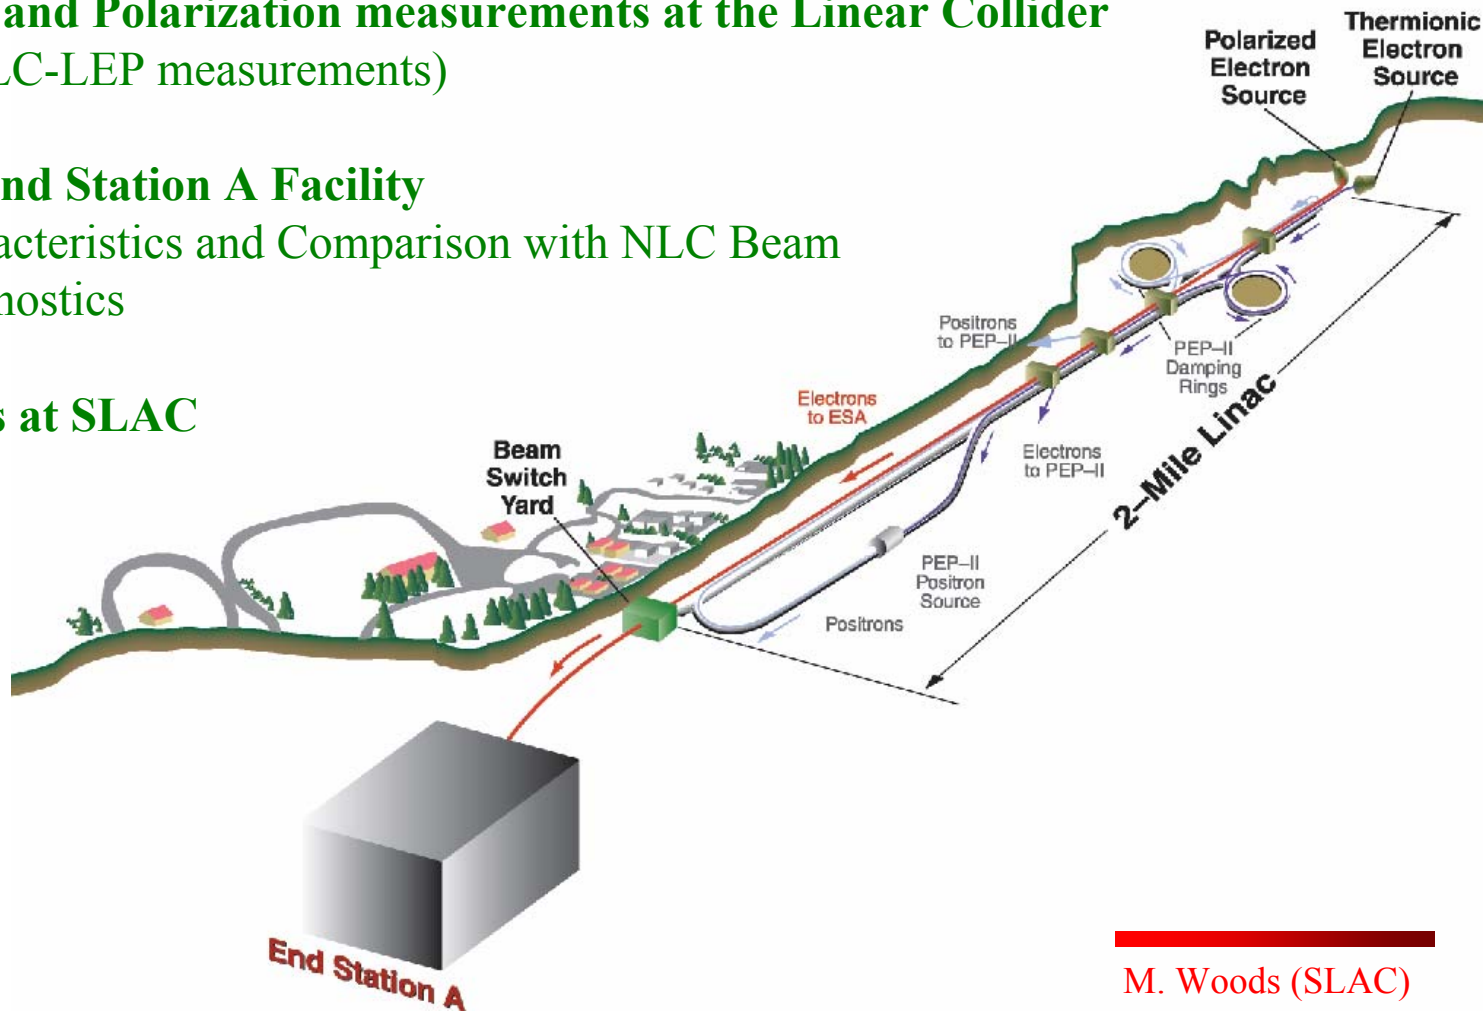 and Polarization measurements at the Linear Collider
LC-LEP measurements)
nd Station A Facility
acteristics and Comparison with NLC Beam
nostics
s at SLAC
Thermionic
Electron
Source
Polarized
Electron
Source
Positrons
to PEP–II
PEP–II
Damping
Rings
2–Mile Linac
Electrons
to ESA
Electrons
to PEP–II
Beam
Switch
Yard
PEP–II
Positron
Source
Positrons
End Station A
M. Woods (SLAC)